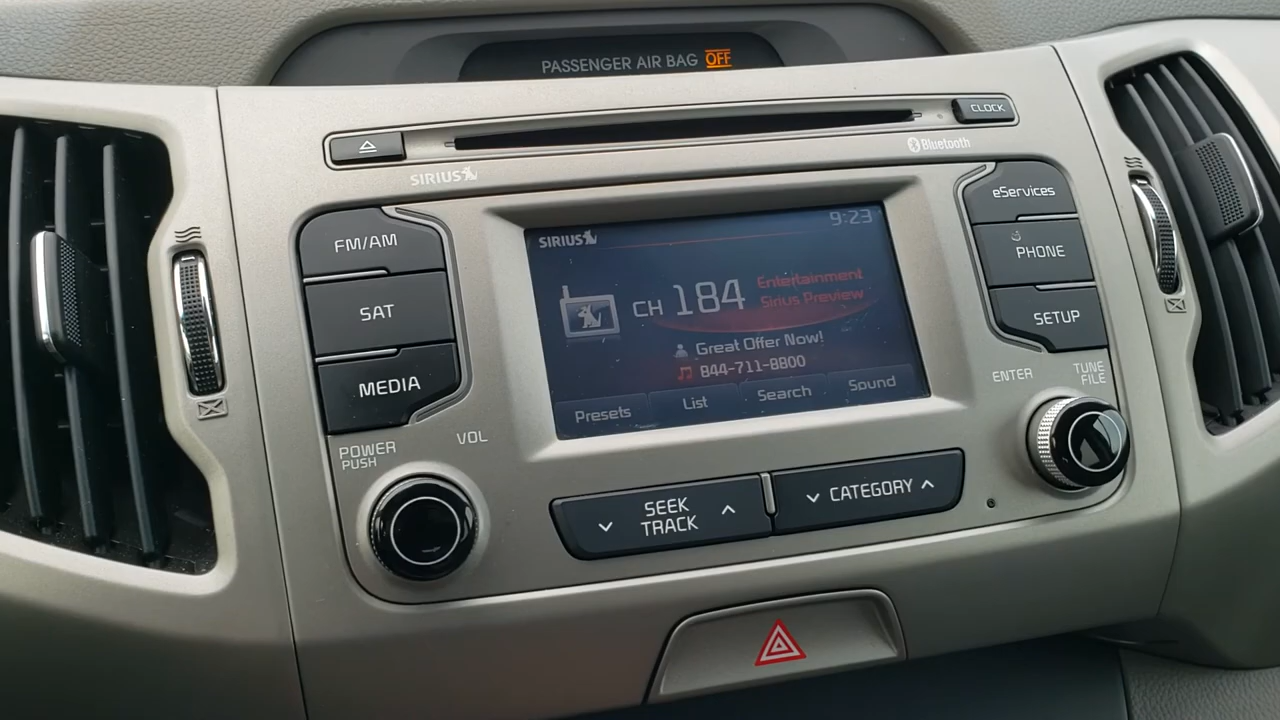 PASSENGER AIR BAG OFF
CLOCK
Bluetooth
SIRIUS
eServices
FM/AM
PHONE
SAT
SETUP
MEDIA
9:23
SIRIUS
CH 184
Entertainment
Sirius Preview
Great Offer Now!
844-711-8800
Presets List Search Sound
ENTER
TUNE
FILE
POWER
PUSH
VOL
SEEK
TRACK
CATEGORY